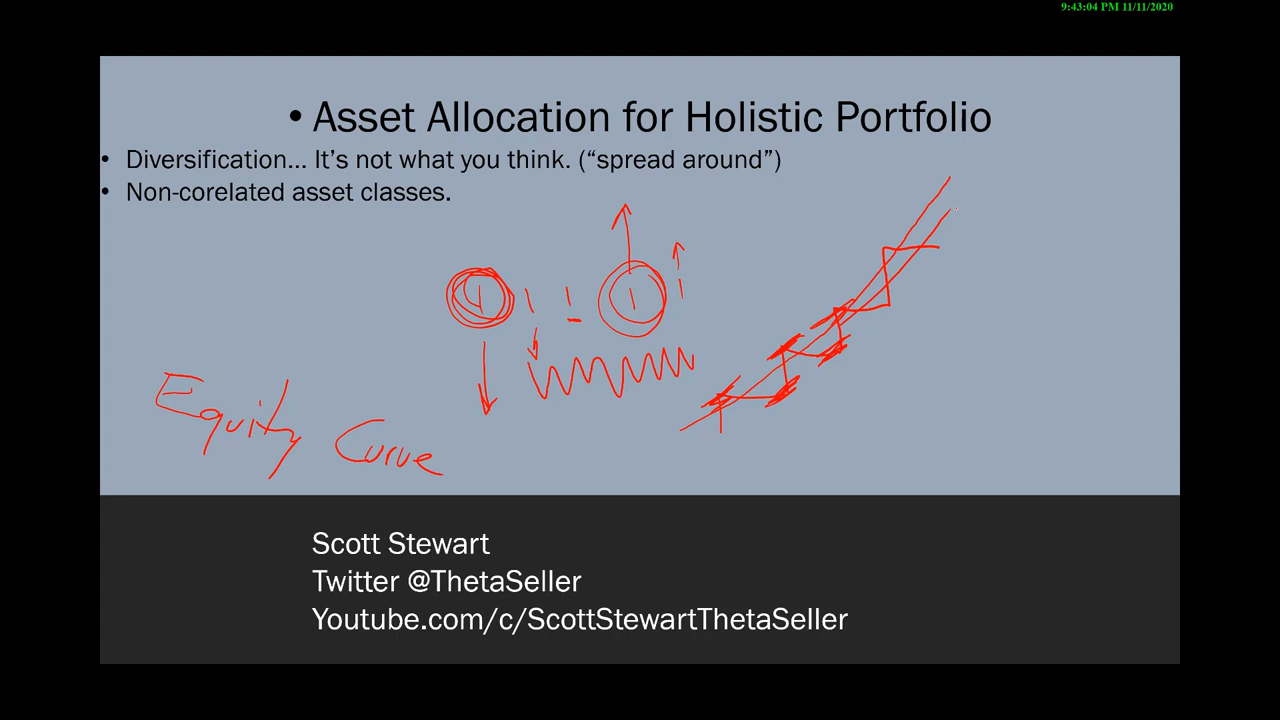 9:43:04 PM 11/11/2020
• Asset Allocation for Holistic Portfolio
• Diversification... It's not what you think. (“spread around”)
• Non-corelated asset classes.
Equity Curve
Scott Stewart
Twitter @ThetaSeller
Youtube.com/c/ScottStewartThetaSeller